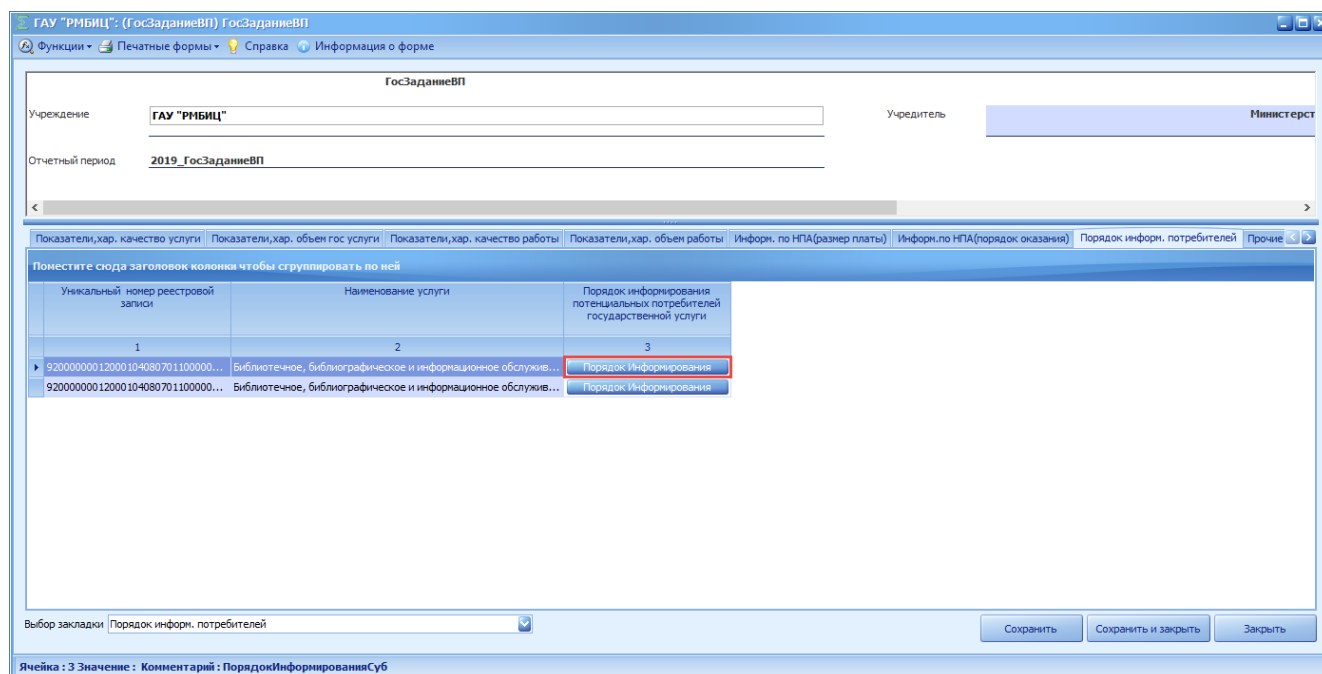 ГАУ "РМБИЦ": (ГосЗаданиеВП) ГосЗаданиеВП
Функции Печатные формы Справка Информация о форме
ГосЗаданиеВП
Учреждение ГАУ "РМБИЦ" Учредитель Министерст
Отчетный период 2019_ГосЗаданиеВП
Показатели,хар. качество услуги Показатели,хар. объем гос услуги Показатели,хар. качество работы Показатели,хар. объем работы Информ. по НПА(размер платы) Информ.по НПА(порядок оказания) Порядок информ. потребителей Прочие
Поместите сюда заголовок колонки чтобы сгруппировать по ней
Уникальный номер реестровой записи
Наименование услуги
Порядок информирования потенциальных потребителей государственной услуги
1 2 3
9200000001200010408070110000... Библиотечное, библиографическое и информационное обслужив... Порядок Информирования
9200000001200010408070110000... Библиотечное, библиографическое и информационное обслужив... Порядок Информирования
Выбор закладки Порядок информ. потребителей
Сохранить Сохранить и закрыть Закрыть
Ячейка : 3 Значение : Комментарий : ПорядокИнформированияСуб